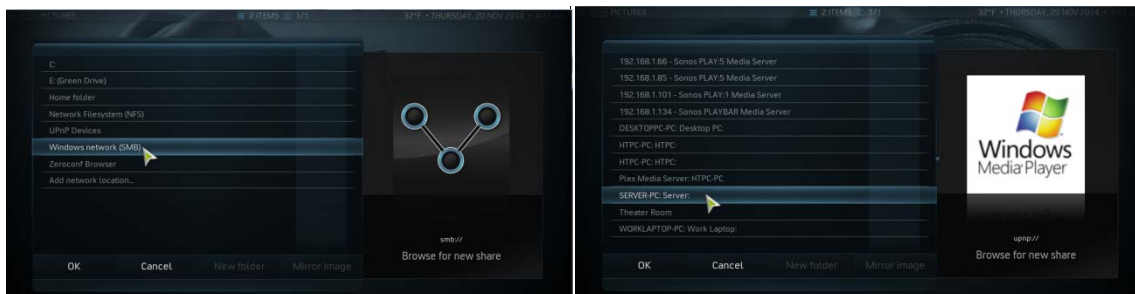 PICTURES 2 ITEMS 1/1 32°F • THURSDAY, 20 NOV 2014
C:
E: (Green Drive)
Home folder
Network Filesystem (NFS)
UPnP Devices
Windows network (SMB)
Zeroconf Browser
Add network location...
smb://
Browse for new share
OK Cancel New folder Mirror image
PICTURES 2 ITEMS 1/1 32°F • THURSDAY, 20 NOV 2014
192.168.1.66 - Sonos PLAY:5 Media Server
192.168.1.85 - Sonos PLAY:5 Media Server
192.168.1.101 - Sonos PLAY:1 Media Server
192.168.1.134 - Sonos PLAYBAR Media Server
DESKTOPPC-PC: Desktop PC:
HTPC-PC: HTPC:
HTPC-PC: HTPC:
Plex Media Server: HTPC-PC
SERVER-PC: Server:
Theater Room
WORKLAPTOP-PC: Work Laptop:
Windows
Media Player
upnp://
Browse for new share
OK Cancel New folder Mirror image